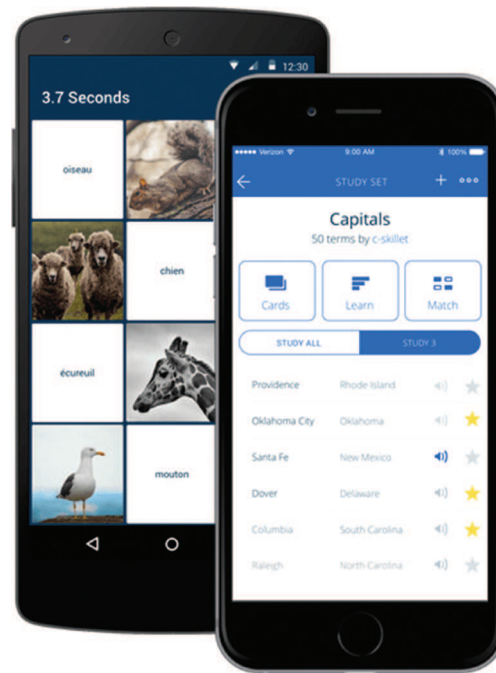 12:30
3.7 Seconds
oiseau
chien
écureuil
mouton
Verizon 9:00 AM 100%
STUDY SET
Capitals
50 terms by c-skillet
Cards Learn Match
STUDY ALL STUDY 3
Providence Rhode Island
Oklahoma City Oklahoma
Santa Fe New Mexico
Dover Delaware
Columbia South Carolina
Raleigh North Carolina